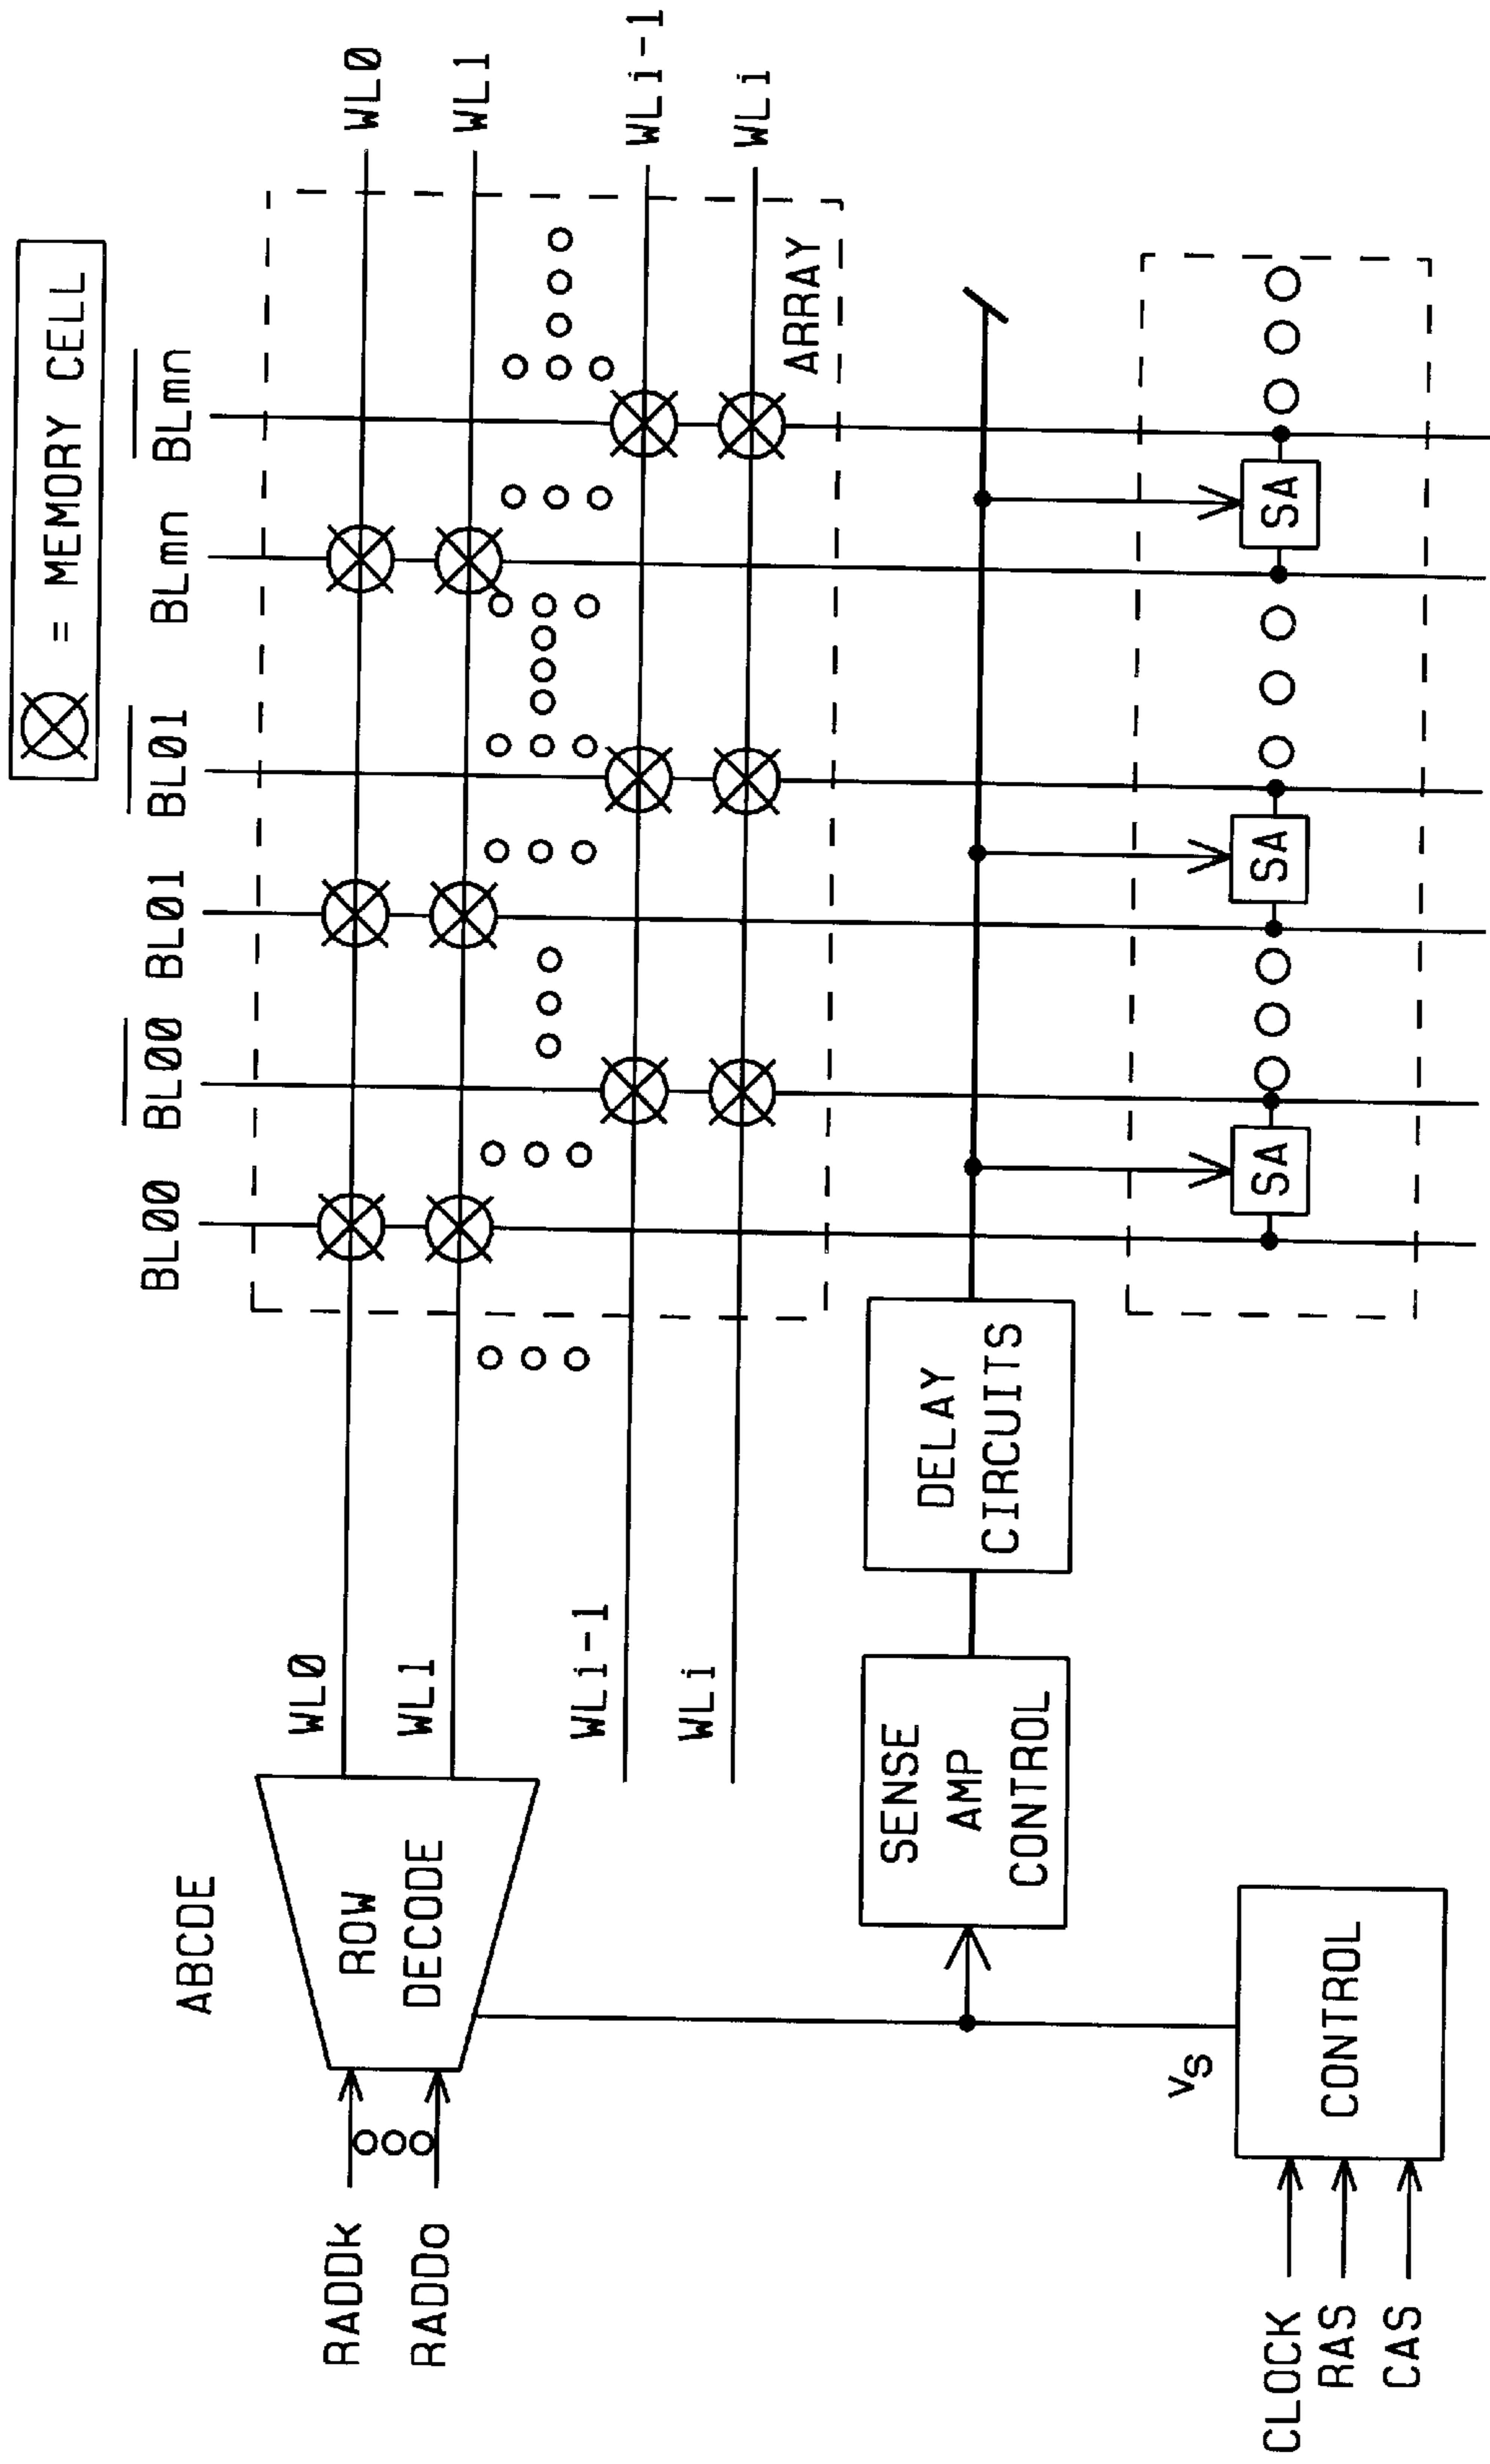 = MEMORY CELL
BL00 BL00 BL01 BL01 BLmn BLmn
ABCDE
RADDk
RADDo
ROW
DECODE
WL0
WL1
WLi-1
WLi
WL0
WL1
WLi-1
WLi
ARRAY
SENSE
AMP
CONTROL
DELAY
CIRCUITS
VS
CLOCK
RAS
CAS
CONTROL
SA
SA
SA